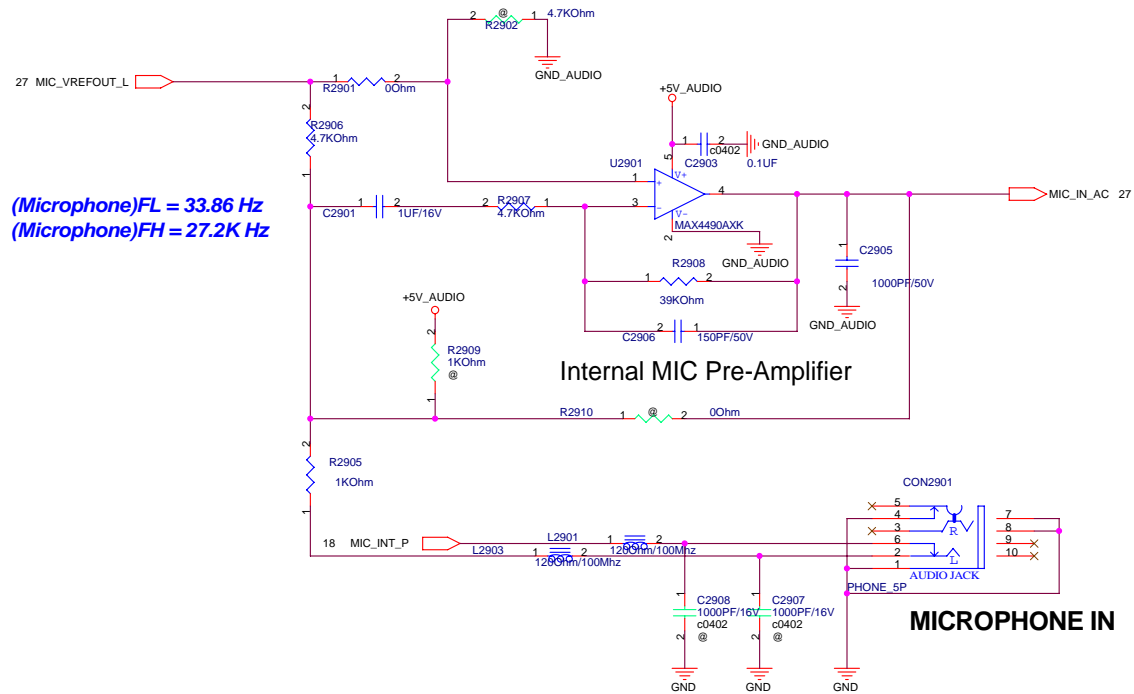 2 @ 1 4.7KOhm
R2902
GND_AUDIO
27 MIC_VREFOUT_L
1 2
R2901 0Ohm
+5V_AUDIO
2
R2906
4.7KOhm
1
1 2 GND_AUDIO
c0402
C2903 0.1UF
5
U2901
V+
1 +
4
MIC_IN_AC 27
3 -
V-
MAX4490AXK
2
GND_AUDIO
(Microphone)FL = 33.86 Hz
(Microphone)FH = 27.2K Hz
1 2
C2901 1UF/16V
2 R2907 1
4.7KOhm
R2908
1 2
39KOhm
1
C2905
1000PF/50V
2
GND_AUDIO
C2906 2 1 150PF/50V
+5V_AUDIO
2
R2909
1KOhm
@
1
Internal MIC Pre-Amplifier
R2910 1 @ 2 0Ohm
2
R2905
1KOhm
1
CON2901
5
4
3
6
2
1
R
L
7
8
9
10
AUDIO JACK
PHONE_5P
18 MIC_INT_P
L2901 1 2
120Ohm/100Mhz
L2903 1 2
120Ohm/100Mhz
1
C2908
1000PF/16V
c0402
2 @
GND
1
C2907
1000PF/16V
c0402
2 @
GND
GND
MICROPHONE IN